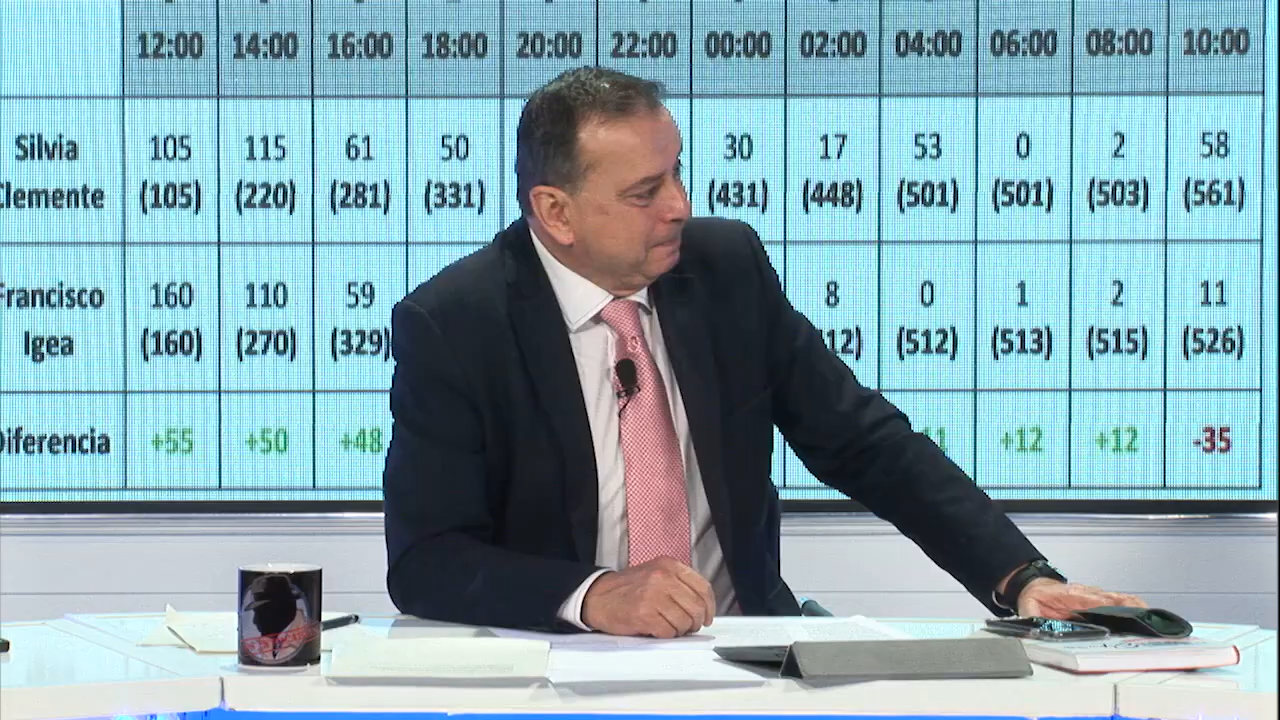 12:00 14:00 16:00 18:00 20:00 22:00 00:00 02:00 04:00 06:00 08:00 10:00
Silvia 105 115 61 50 30 17 53 0 2 58
Clemente (105) (220) (281) (331) (431) (448) (501) (501) (503) (561)
Francisco 160 110 59 8 0 1 2 11
Igea (160) (270) (329) 12) (512) (513) (515) (526)
Diferencia +55 +50 +48 11 +12 +12 -35